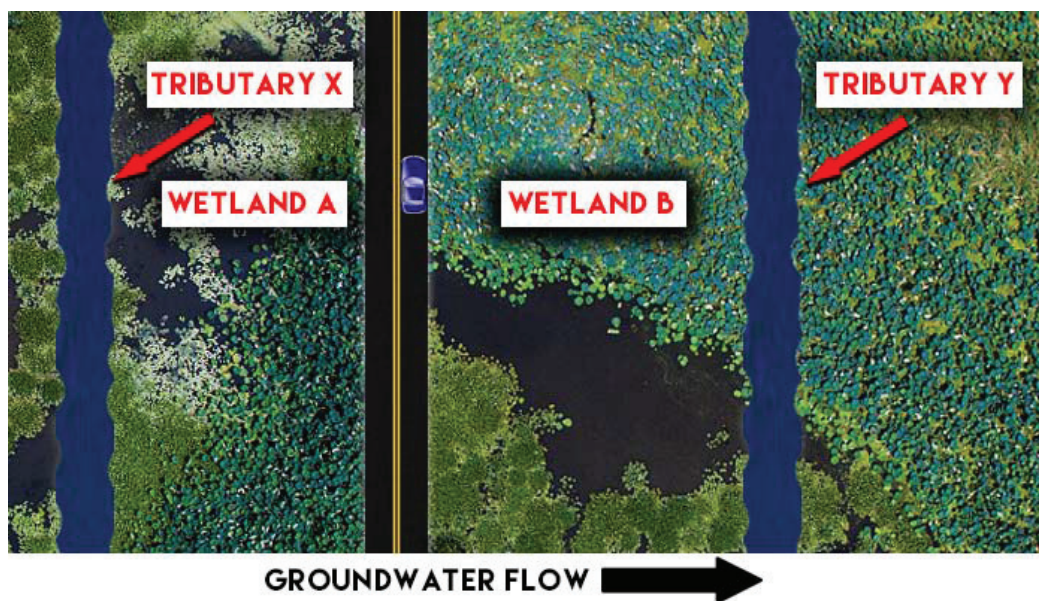 TRIBUTARY X
TRIBUTARY Y
WETLAND A
WETLAND B
GROUNDWATER FLOW